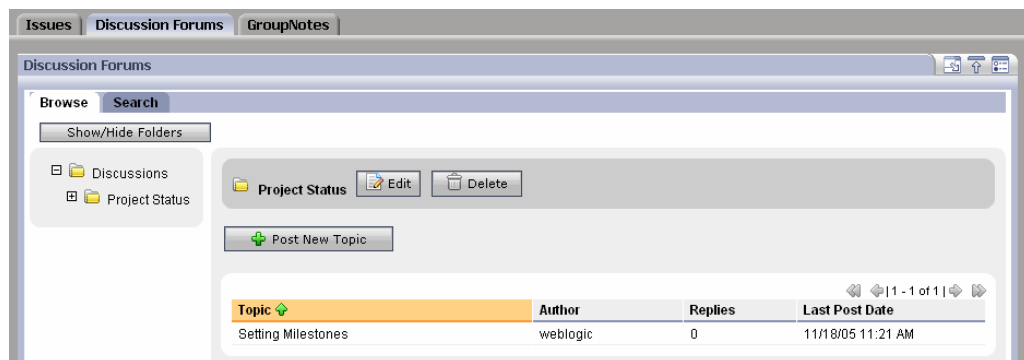 Issues Discussion Forums GroupNotes
Discussion Forums
Browse Search
Show/Hide Folders
Discussions
Project Status
Project Status Edit Delete
Post New Topic
|1 - 1 of 1|
Topic Author Replies Last Post Date
Setting Milestones weblogic 0 11/18/05 11:21 AM